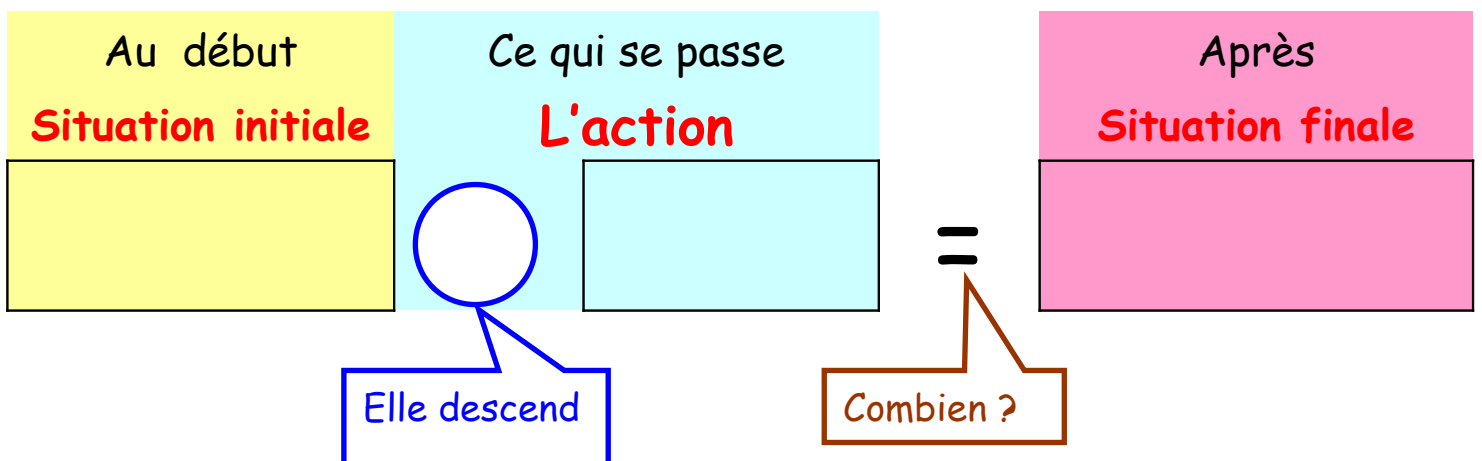 Au début
Situation initiale
Ce qui se passe
L'action
=
Après
Situation finale
Elle descend
Combien ?